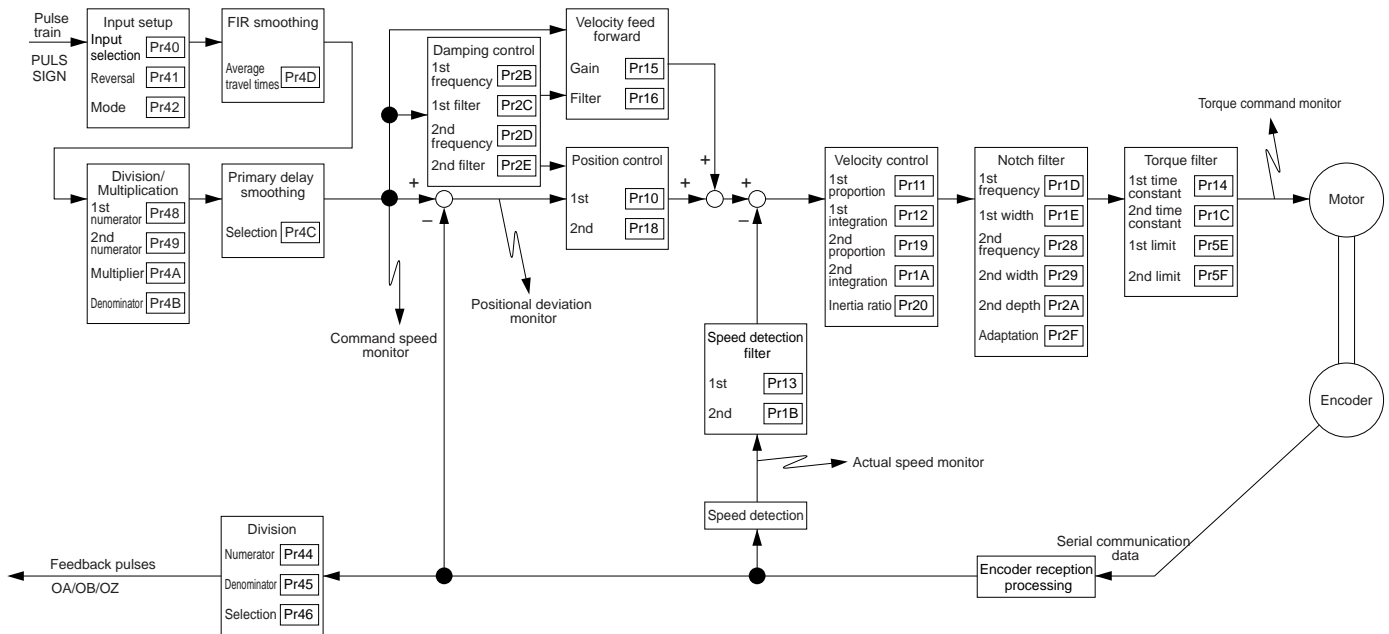 Pulse
train
PULS
SIGN
Input setup
Input
selection Pr40
Reversal Pr41
Mode Pr42
FIR smoothing
Average
travel times Pr4D
Division/
Multiplication
1st
numerator Pr48
2nd
numerator Pr49
Multiplier Pr4A
Denominator Pr4B
Primary delay
smoothing
Selection Pr4C
Damping control
1st
frequency Pr2B
1st filter Pr2C
2nd
frequency Pr2D
2nd filter Pr2E
Velocity feed
forward
Gain Pr15
Filter Pr16
Position control
1st Pr10
2nd Pr18
+
−
+
+
+
−
Command speed
monitor
Positional deviation
monitor
Velocity control
1st
proportion Pr11
1st
integration Pr12
2nd
proportion Pr19
2nd
integration Pr1A
Inertia ratio Pr20
Notch filter
1st
frequency Pr1D
1st width Pr1E
2nd
frequency Pr28
2nd width Pr29
2nd depth Pr2A
Adaptation Pr2F
Torque filter
1st time
constant Pr14
2nd time
constant Pr1C
1st limit Pr5E
2nd limit Pr5F
Torque command monitor
Motor
Encoder
Speed detection
filter
1st Pr13
2nd Pr1B
Actual speed monitor
Speed detection
Serial communication
data
Encoder reception
processing
Division
Numerator Pr44
Denominator Pr45
Selection Pr46
Feedback pulses
OA/OB/OZ